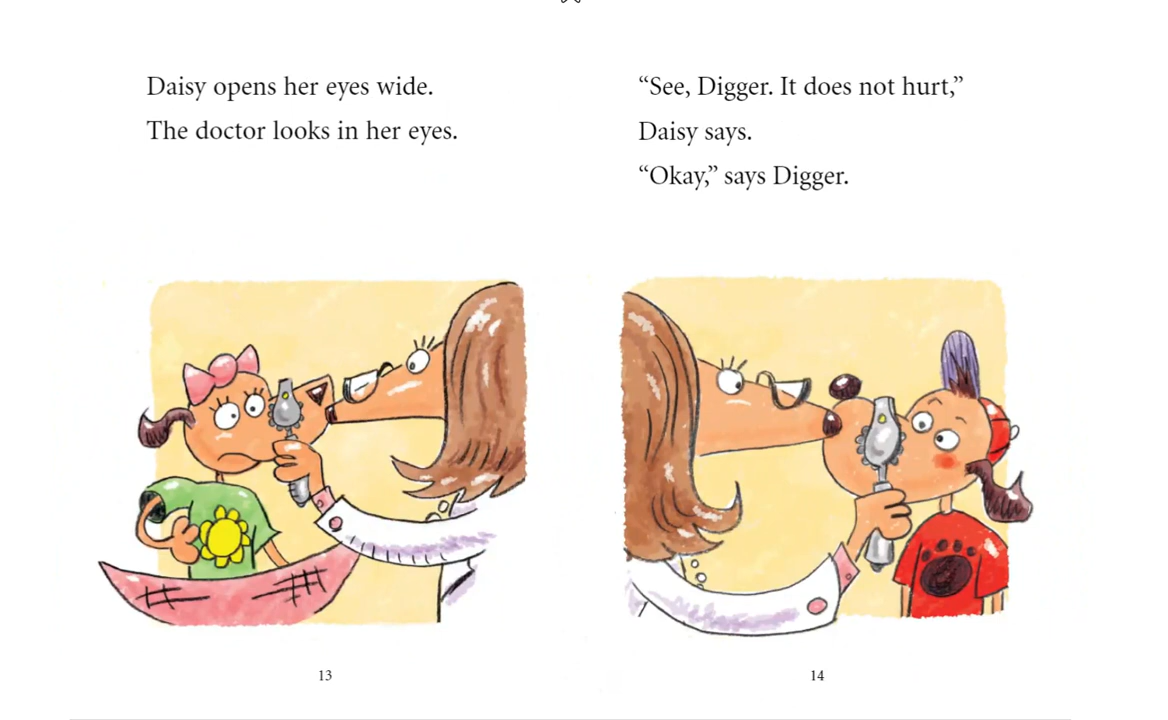 Daisy opens her eyes wide.
The doctor looks in her eyes.
13
“See, Digger. It does not hurt,”
Daisy says.
“Okay,” says Digger.
14